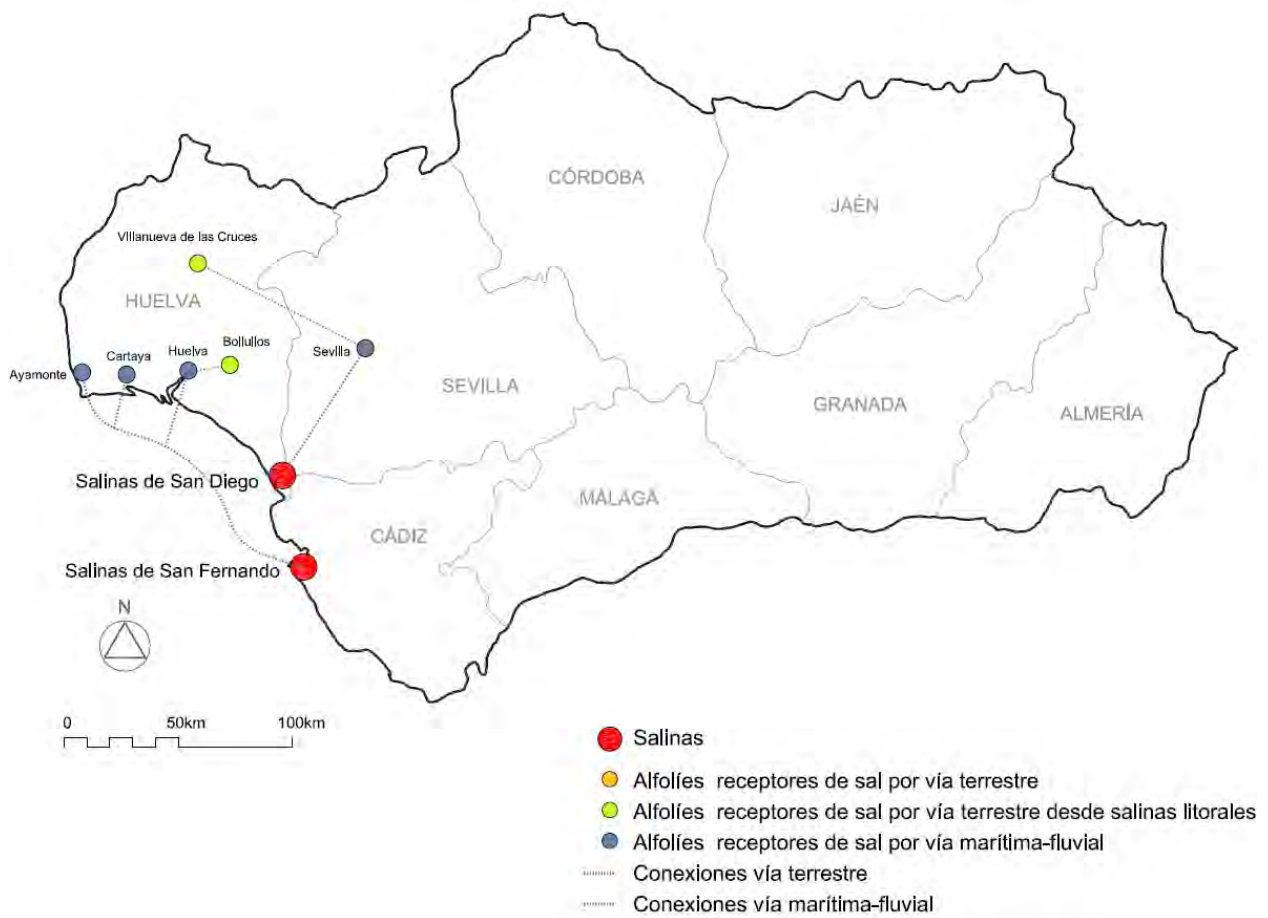 CÓRDOBA
JAÉN
Villanueva de las Cruces
HUELVA
Ayamonte
Cartaya
Huelva
Bollullos
Sevilla
SEVILLA
GRANADA
ALMERÍA
Salinas de San Diego
MÁLAGA
CÁDIZ
Salinas de San Fernando
N
0 50km 100km
Salinas
Alfolíes receptores de sal por vía terrestre
Alfolíes receptores de sal por vía terrestre desde salinas litorales
Alfolíes receptores de sal por vía marítima-fluvial
Conexiones vía terrestre
Conexiones vía marítima-fluvial